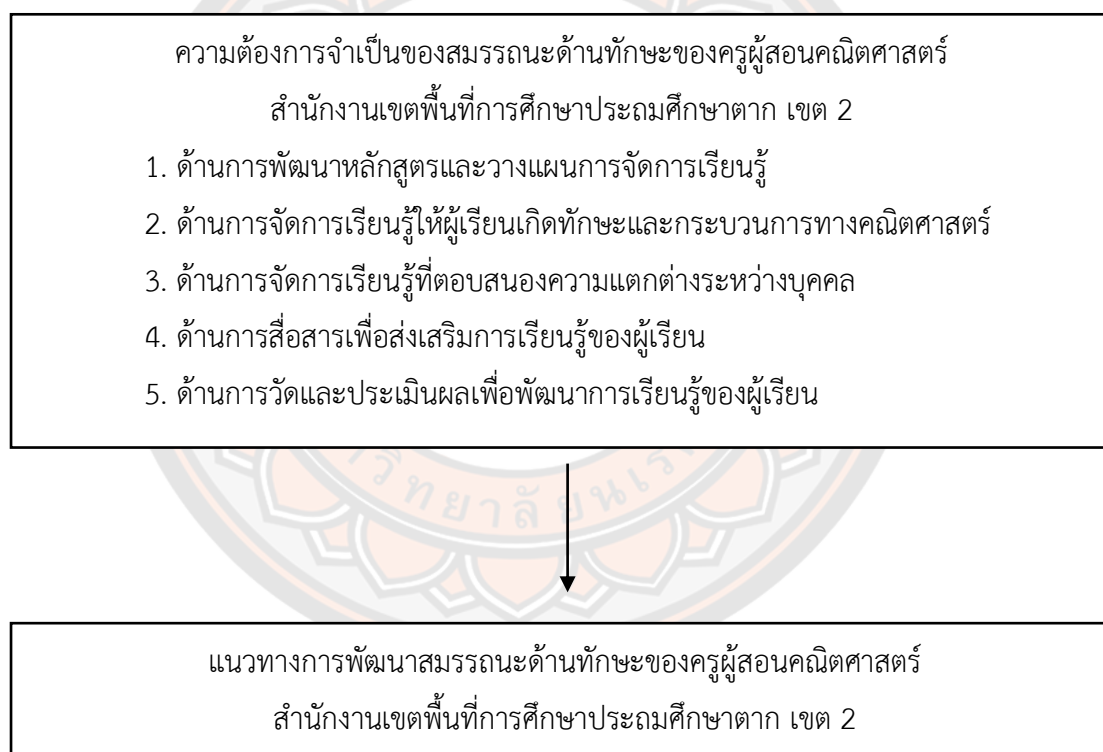 ความต้องการจำเป็นของสมรรถนะด้านทักษะของครูผู้สอนคณิตศาสตร์
สำนักงานเขตพื้นที่การศึกษาประถมศึกษาตาก เขต 2
1. ด้านการพัฒนาหลักสูตรและวางแผนการจัดการเรียนรู้
2. ด้านการจัดการเรียนรู้ให้ผู้เรียนเกิดทักษะและกระบวนการทางคณิตศาสตร์
3. ด้านการจัดการเรียนรู้ที่ตอบสนองความแตกต่างระหว่างบุคคล
4. ด้านการสื่อสารเพื่อส่งเสริมการเรียนรู้ของผู้เรียน
5. ด้านการวัดและประเมินผลเพื่อพัฒนาการเรียนรู้ของผู้เรียน
แนวทางการพัฒนาสมรรถนะด้านทักษะของครูผู้สอนคณิตศาสตร์
สำนักงานเขตพื้นที่การศึกษาประถมศึกษาตาก เขต 2